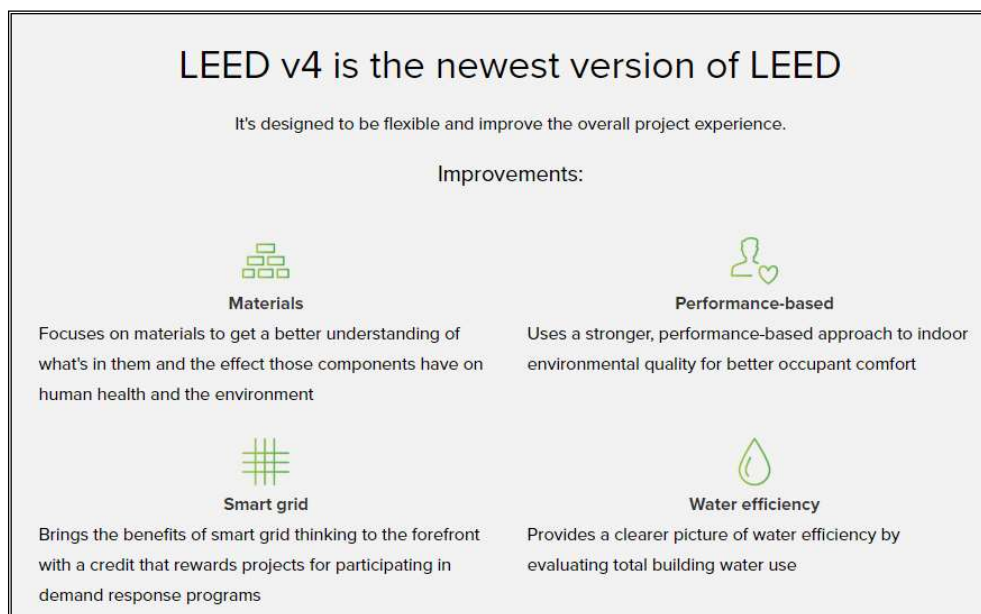 LEED v4 is the newest version of LEED
It's designed to be flexible and improve the overall project experience.
Improvements:
Materials
Focuses on materials to get a better understanding of
what's in them and the effect those components have on
human health and the environment
Performance-based
Uses a stronger, performance-based approach to indoor
environmental quality for better occupant comfort
Smart grid
Brings the benefits of smart grid thinking to the forefront
with a credit that rewards projects for participating in
demand response programs
Water efficiency
Provides a clearer picture of water efficiency by
evaluating total building water use